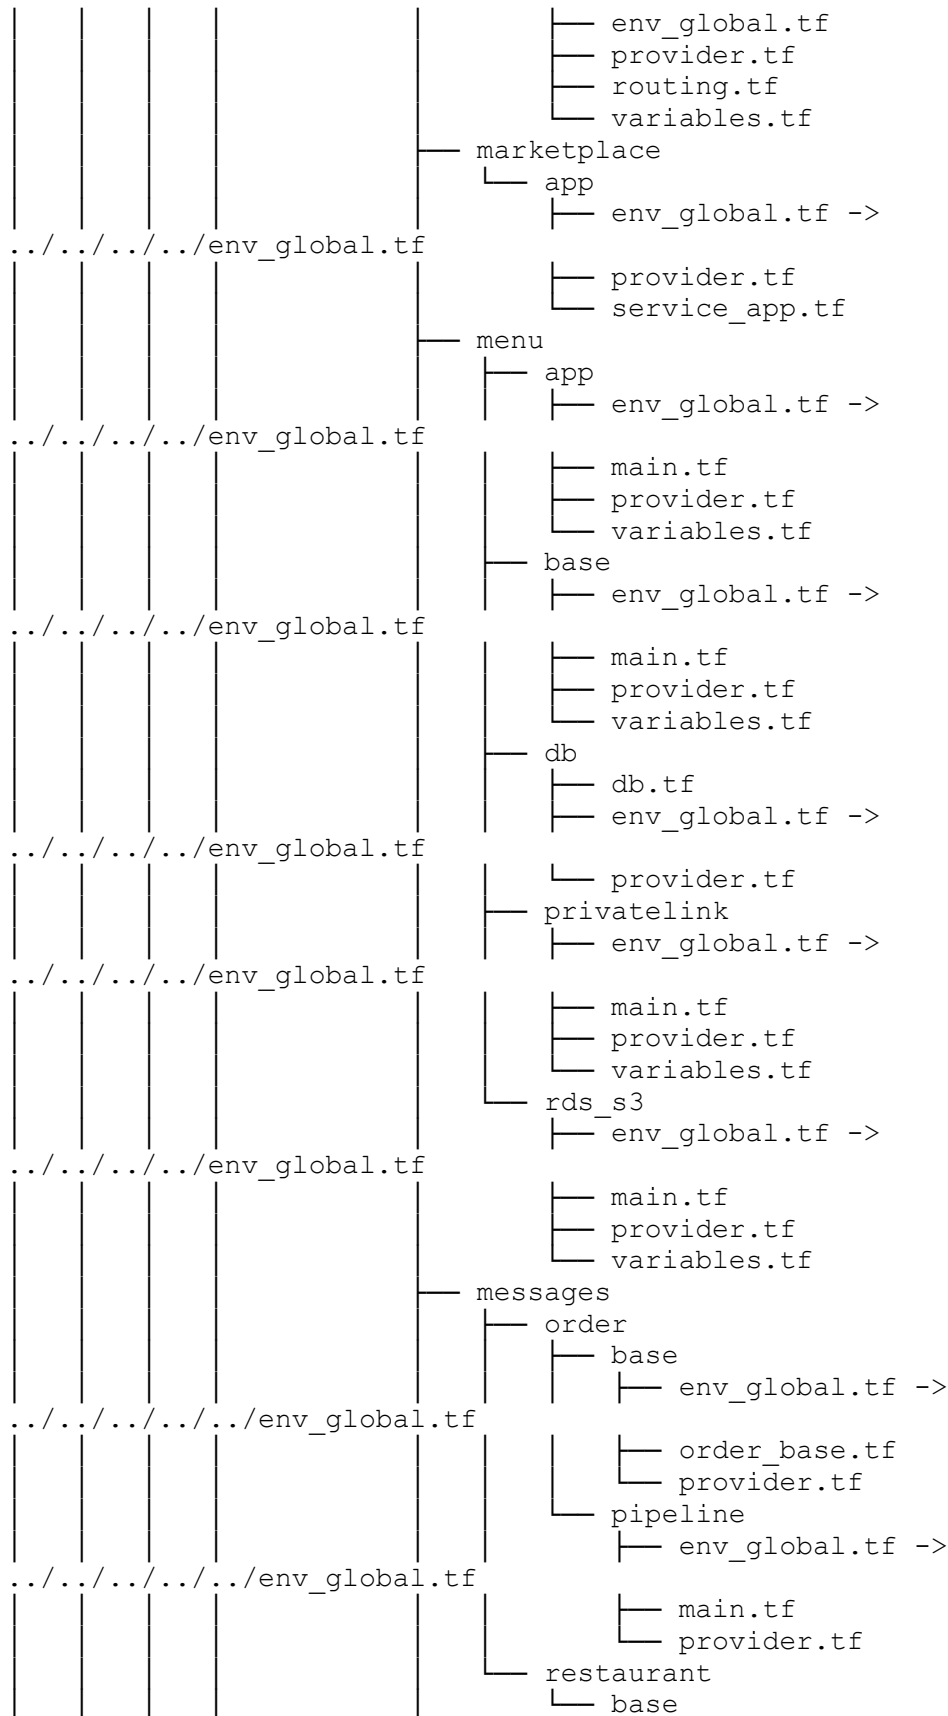 │   │   │   │           │       ├── env_global.tf
│   │   │   │           │       ├── provider.tf
│   │   │   │           │       ├── routing.tf
│   │   │   │           │       └── variables.tf
│   │   │   │           ├── marketplace
│   │   │   │           │   └── app
│   │   │   │           │       ├── env_global.tf ->
../../../../env_global.tf
│   │   │   │           │       ├── provider.tf
│   │   │   │           │       └── service_app.tf
│   │   │   │           ├── menu
│   │   │   │           │   ├── app
│   │   │   │           │   │   ├── env_global.tf ->
../../../../env_global.tf
│   │   │   │           │   │   ├── main.tf
│   │   │   │           │   │   ├── provider.tf
│   │   │   │           │   │   └── variables.tf
│   │   │   │           │   ├── base
│   │   │   │           │   │   ├── env_global.tf ->
../../../../env_global.tf
│   │   │   │           │   │   ├── main.tf
│   │   │   │           │   │   ├── provider.tf
│   │   │   │           │   │   └── variables.tf
│   │   │   │           │   ├── db
│   │   │   │           │   │   ├── db.tf
│   │   │   │           │   │   ├── env_global.tf ->
../../../../env_global.tf
│   │   │   │           │   │   └── provider.tf
│   │   │   │           │   ├── privatelink
│   │   │   │           │   │   ├── env_global.tf ->
../../../../env_global.tf
│   │   │   │           │   │   ├── main.tf
│   │   │   │           │   │   ├── provider.tf
│   │   │   │           │   │   └── variables.tf
│   │   │   │           │   └── rds_s3
│   │   │   │           │       ├── env_global.tf ->
../../../../env_global.tf
│   │   │   │           │       ├── main.tf
│   │   │   │           │       ├── provider.tf
│   │   │   │           │       └── variables.tf
│   │   │   │           ├── messages
│   │   │   │           │   ├── order
│   │   │   │           │   │   ├── base
│   │   │   │           │   │   │   ├── env_global.tf ->
../../../../../env_global.tf
│   │   │   │           │   │   │   ├── order_base.tf
│   │   │   │           │   │   │   └── provider.tf
│   │   │   │           │   │   └── pipeline
│   │   │   │           │   │       ├── env_global.tf ->
../../../../../env_global.tf
│   │   │   │           │   │       ├── main.tf
│   │   │   │           │   │       └── provider.tf
│   │   │   │           │   └── restaurant
│   │   │   │           │       └── base